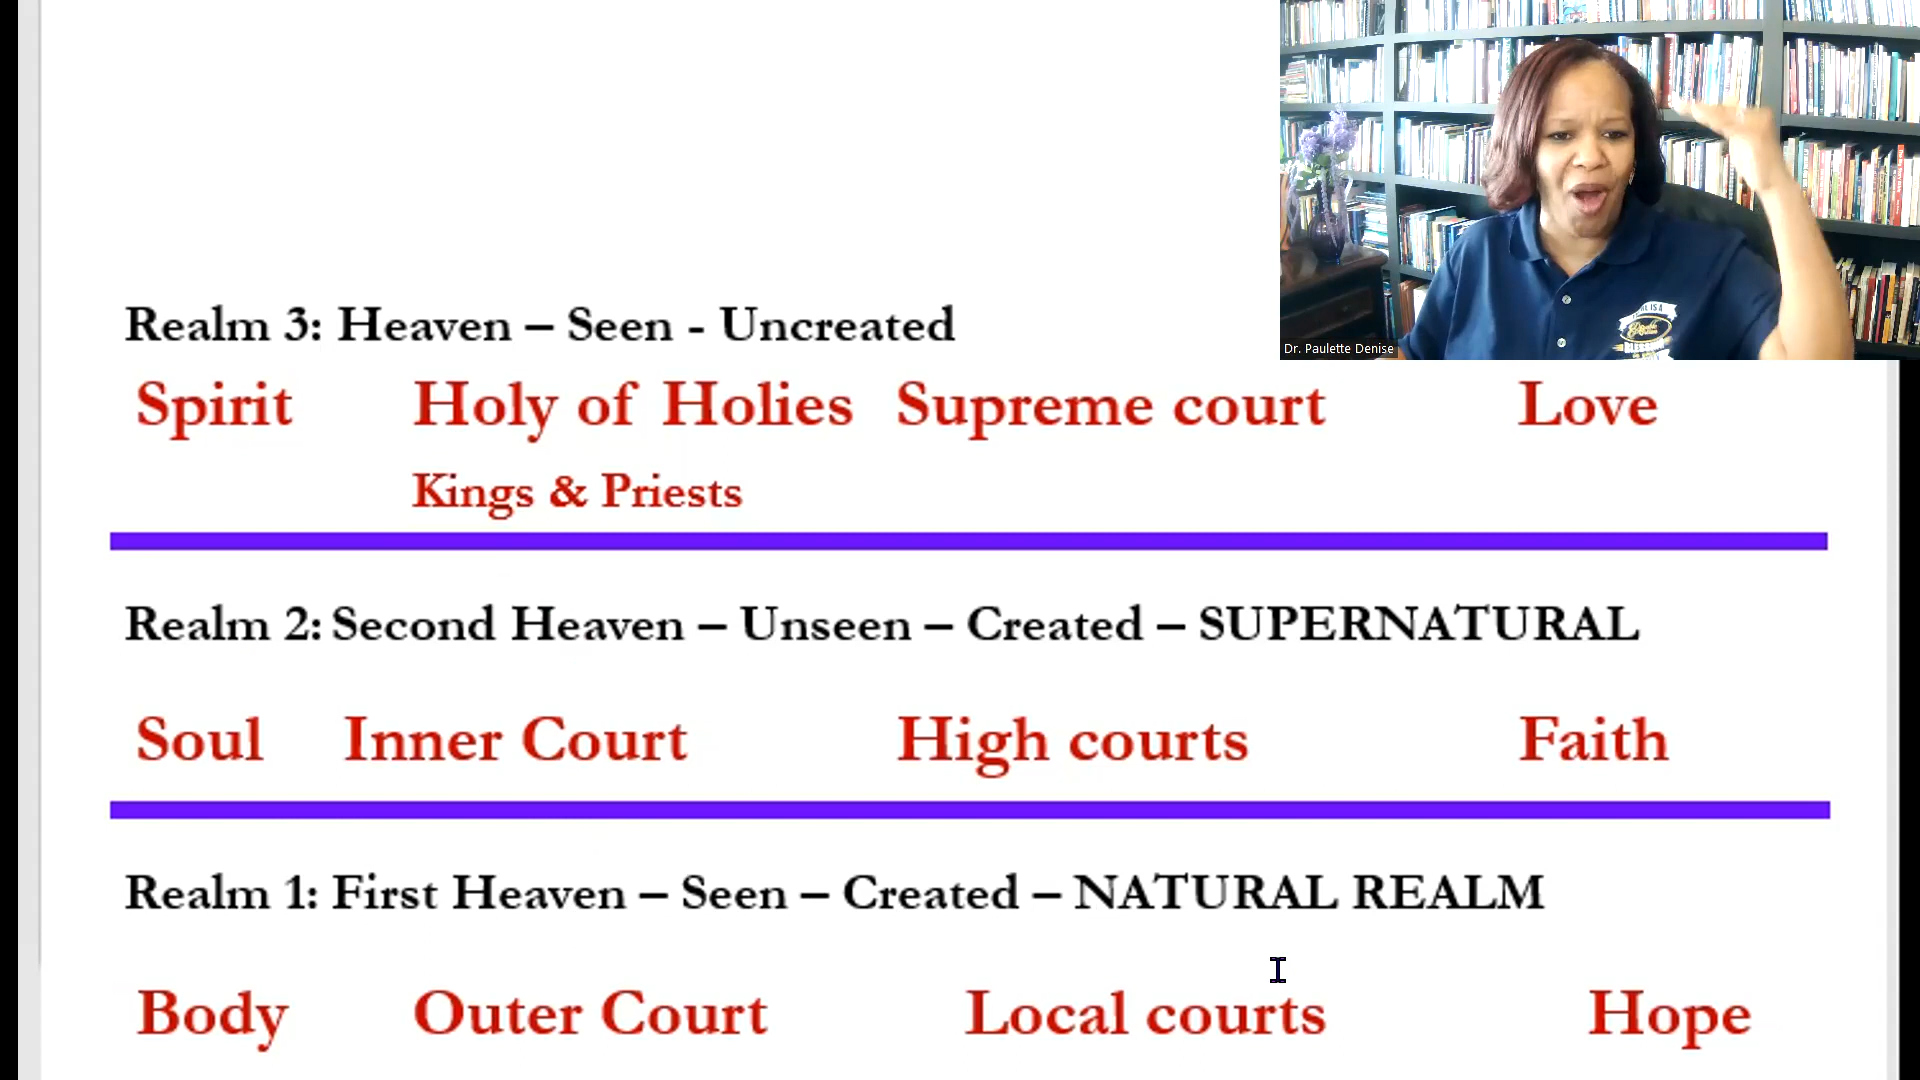 Realm 3: Heaven – Seen - Uncreated
Spirit Holy of Holies Supreme court Love
Kings & Priests
Realm 2: Second Heaven – Unseen – Created – SUPERNATURAL
Soul Inner Court High courts Faith
Realm 1: First Heaven – Seen – Created – NATURAL REALM
Body Outer Court Local courts Hope
Dr. Paulette Denise